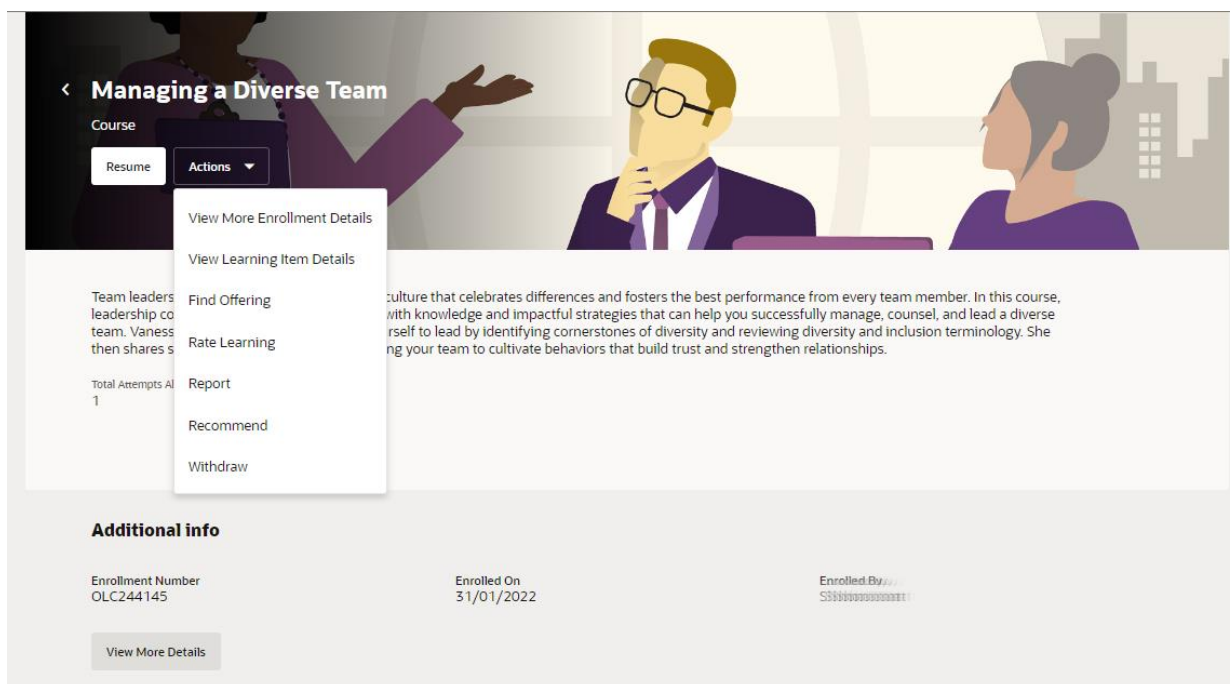 Managing a Diverse Team
Course
Resume
Actions
View More Enrollment Details
View Learning Item Details
Find Offering
Rate Learning
Report
Recommend
Withdraw
Team leaders culture that celebrates differences and fosters the best performance from every team member. In this course,
leadership co with knowledge and impactful strategies that can help you successfully manage, counsel, and lead a diverse
team. Vaness rself to lead by identifying cornerstones of diversity and reviewing diversity and inclusion terminology. She
then shares s ng your team to cultivate behaviors that build trust and strengthen relationships.
Total Attempts Al
1
Additional info
Enrollment Number
OLC244145
Enrolled On
31/01/2022
Enrolled By
View More Details